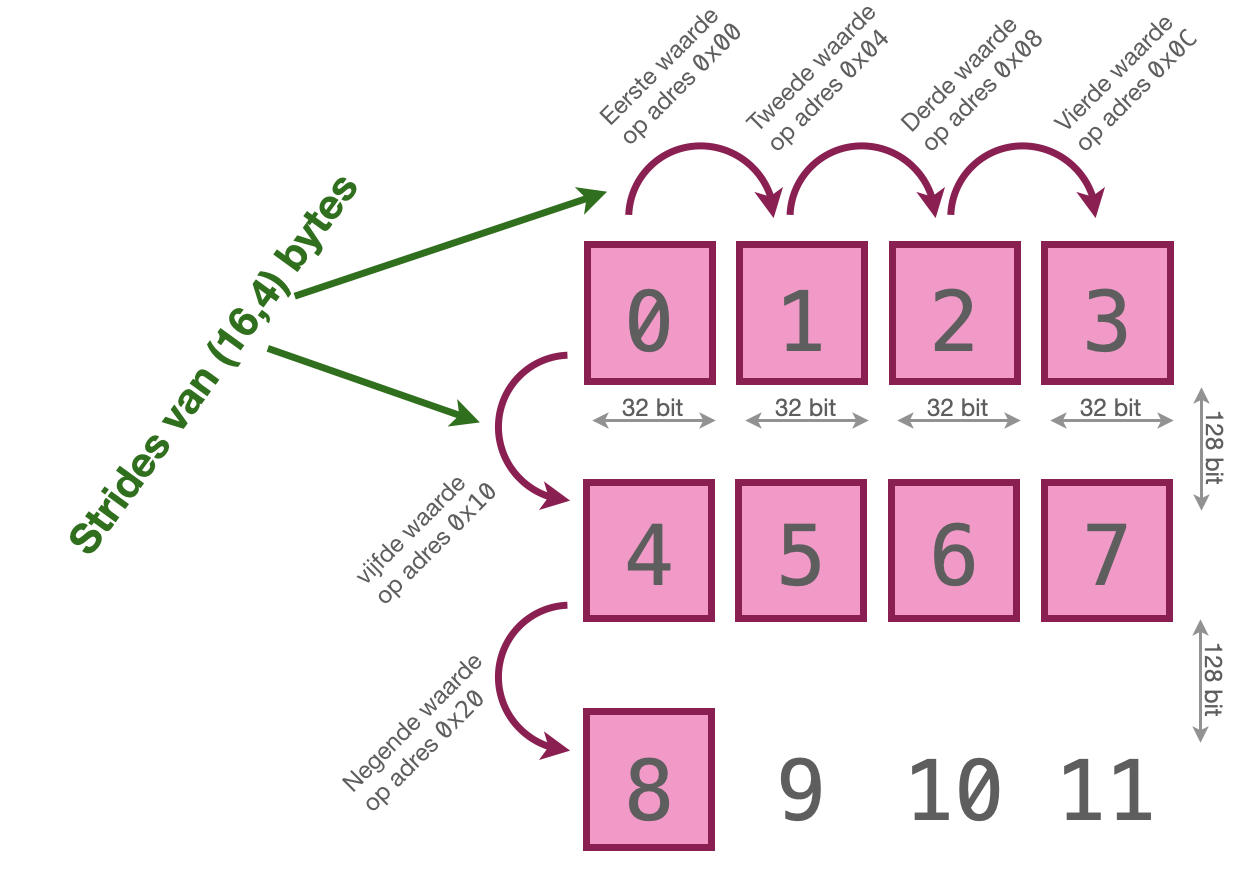 Eerste waarde
op adres 0x00
Tweede waarde
op adres 0x04
Derde waarde
op adres 0x08
Vierde waarde
op adres 0x0C
Strides van (16,4) bytes
0 1 2 3
32 bit 32 bit 32 bit 32 bit
128 bit
vijfde waarde
op adres 0x10
4 5 6 7
128 bit
Negende waarde
op adres 0x20
8 9 10 11